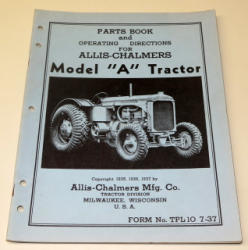 PARTS BOOK
and
OPERATING DIRECTIONS
FOR
ALLIS-CHALMERS
Model "A" Tractor
Copyright 1935, 1936, 1937 by
Allis-Chalmers Mfg. Co.
TRACTOR DIVISION
MILWAUKEE, WISCONSIN
U. S. A.
FORM No. TPL10 7-37